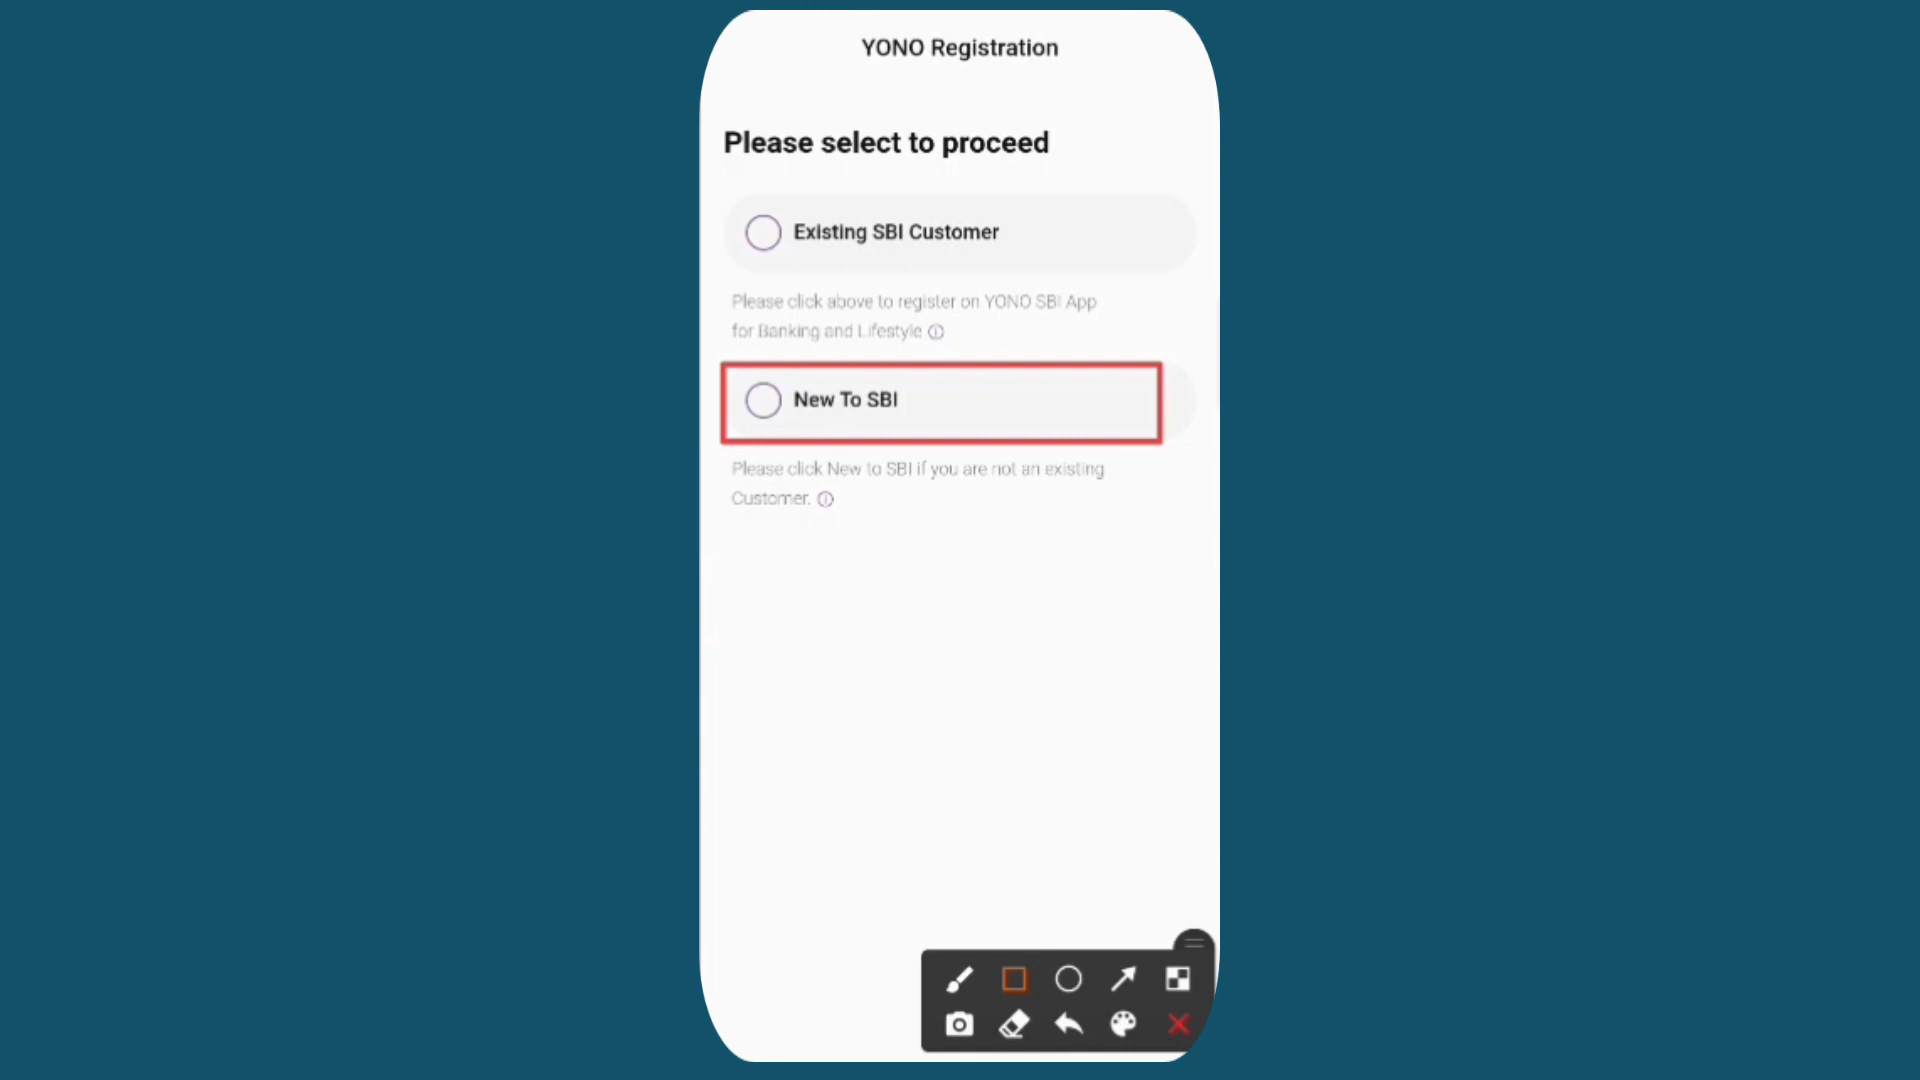 YONO Registration
Please select to proceed
Existing SBI Customer
Please click above to register on YONO SBI App
for Banking and Lifestyle
New To SBI
Please click New to SBI if you are not an existing
Customer.